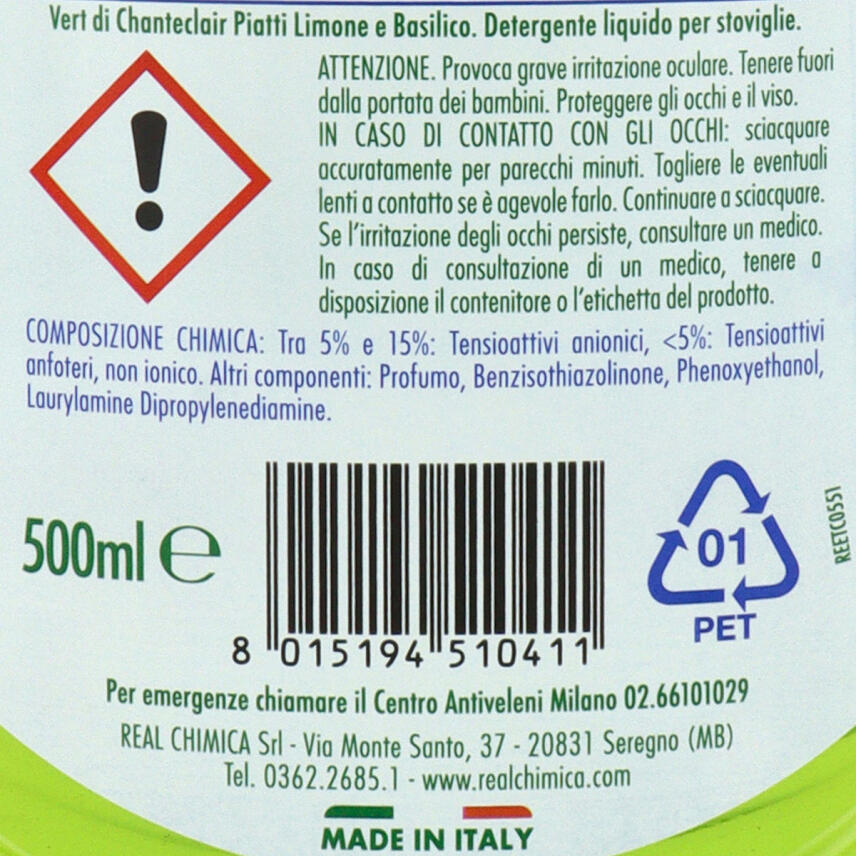 Vert di Chanteclair Piatti Limone e Basilico. Detergente liquido per stoviglie.
ATTENZIONE. Provoca grave irritazione oculare. Tenere fuori
dalla portata dei bambini. Proteggere gli occhi e il viso.
IN CASO DI CONTATTO CON GLI OCCHI: sciacquare
accuratamente per parecchi minuti. Togliere le eventuali
lenti a contatto se è agevole farlo. Continuare a sciacquare.
Se l'irritazione degli occhi persiste, consultare un medico.
In caso di consultazione di un medico, tenere a
disposizione il contenitore o l'etichetta del prodotto.
COMPOSIZIONE CHIMICA: Tra 5% e 15%: Tensioattivi anionici, <5%: Tensioattivi
anfoteri, non ionico. Altri componenti: Profumo, Benzisothiazolinone, Phenoxyethanol,
Laurylamine Dipropylenediamine.
500ml e
8 015194 510411
01
PET
REETC0551
Per emergenze chiamare il Centro Antiveleni Milano 02.66101029
REAL CHIMICA Srl - Via Monte Santo, 37 - 20831 Seregno (MB)
Tel. 0362.2685.1 - www.realchimica.com
MADE IN ITALY